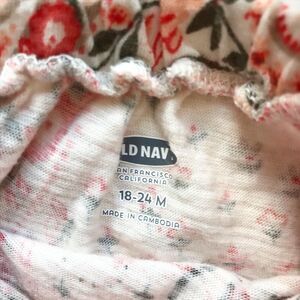 LD NAV
AN FRANCISCO
CALIFORNIA
18-24 M
MADE IN CAMBODIA